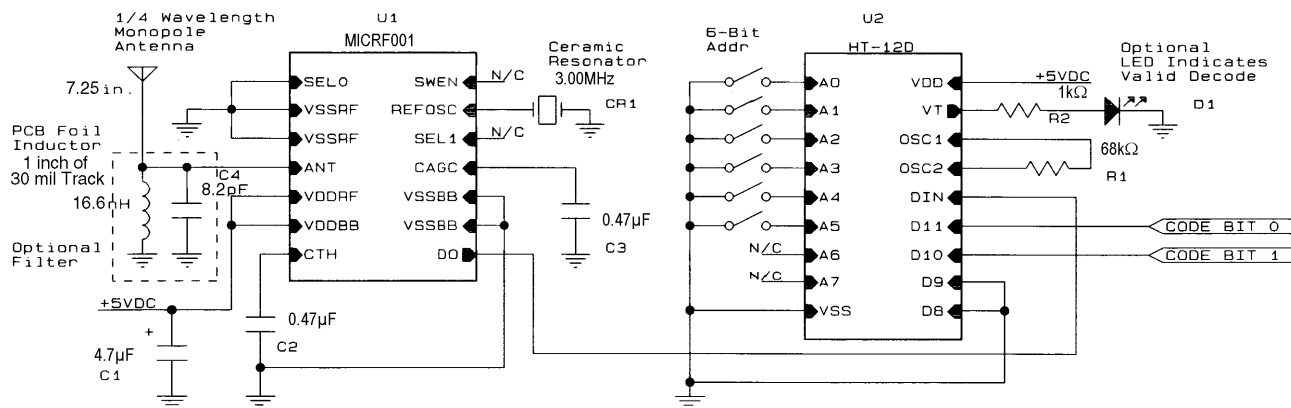 1/4 Wavelength
Monopole
Antenna
7.25 in.
PCB Foil
Inductor
1 inch of
30 mil Track
16.6nH
C4
8.2pF
Optional
Filter
+5VDC
+
4.7µF
C1
U1
MICRF001
SEL0
VSSRF
VSSRF
ANT
VDDRF
VDDBB
CTH
SWEN
REFOSC
SEL1
CAGC
VSSBB
VSSBB
DO
N/C
N/C
0.47µF
C2
Ceramic
Resonator
3.00MHz
CR1
0.47µF
C3
6-Bit
Addr
N/C
N/C
U2
HT-12D
A0
A1
A2
A3
A4
A5
A6
A7
VSS
VDD
VT
OSC1
OSC2
DIN
D11
D10
D9
D8
+5VDC
1kΩ
R2
68kΩ
R1
Optional
LED Indicates
Valid Decode
D1
CODE BIT 0
CODE BIT 1